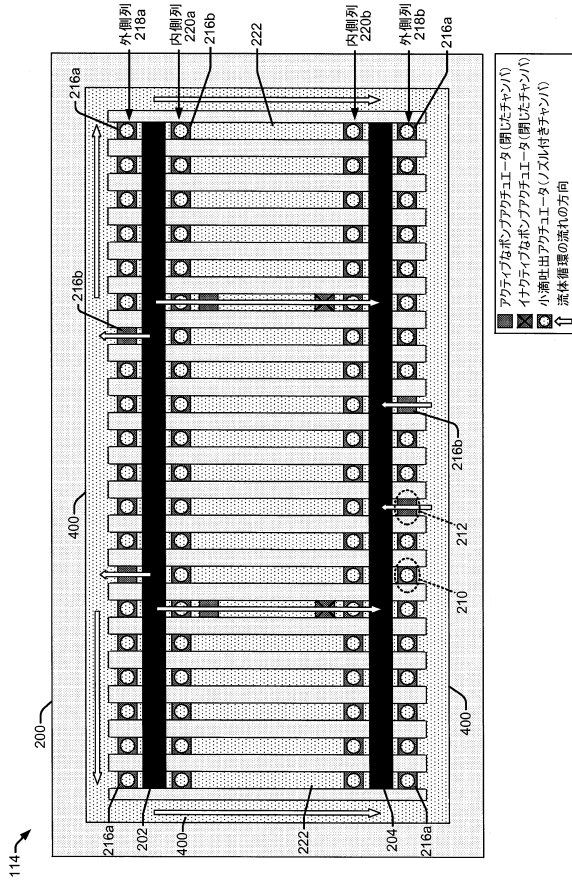 114
200
400
216b
222
216a
外側列
218a
内側列
220a
216b
内側列
220b
外側列
218b
216a
216a
202
400
222
204
216a
400
210
212
216b
アクティブなポンプアクチュエータ(閉じたチャンバ)
イナクティブなポンプアクチュエータ(閉じたチャンバ)
小滴吐出アクチュエータ(ノズル付きチャンバ)
流体循環の流れの方向